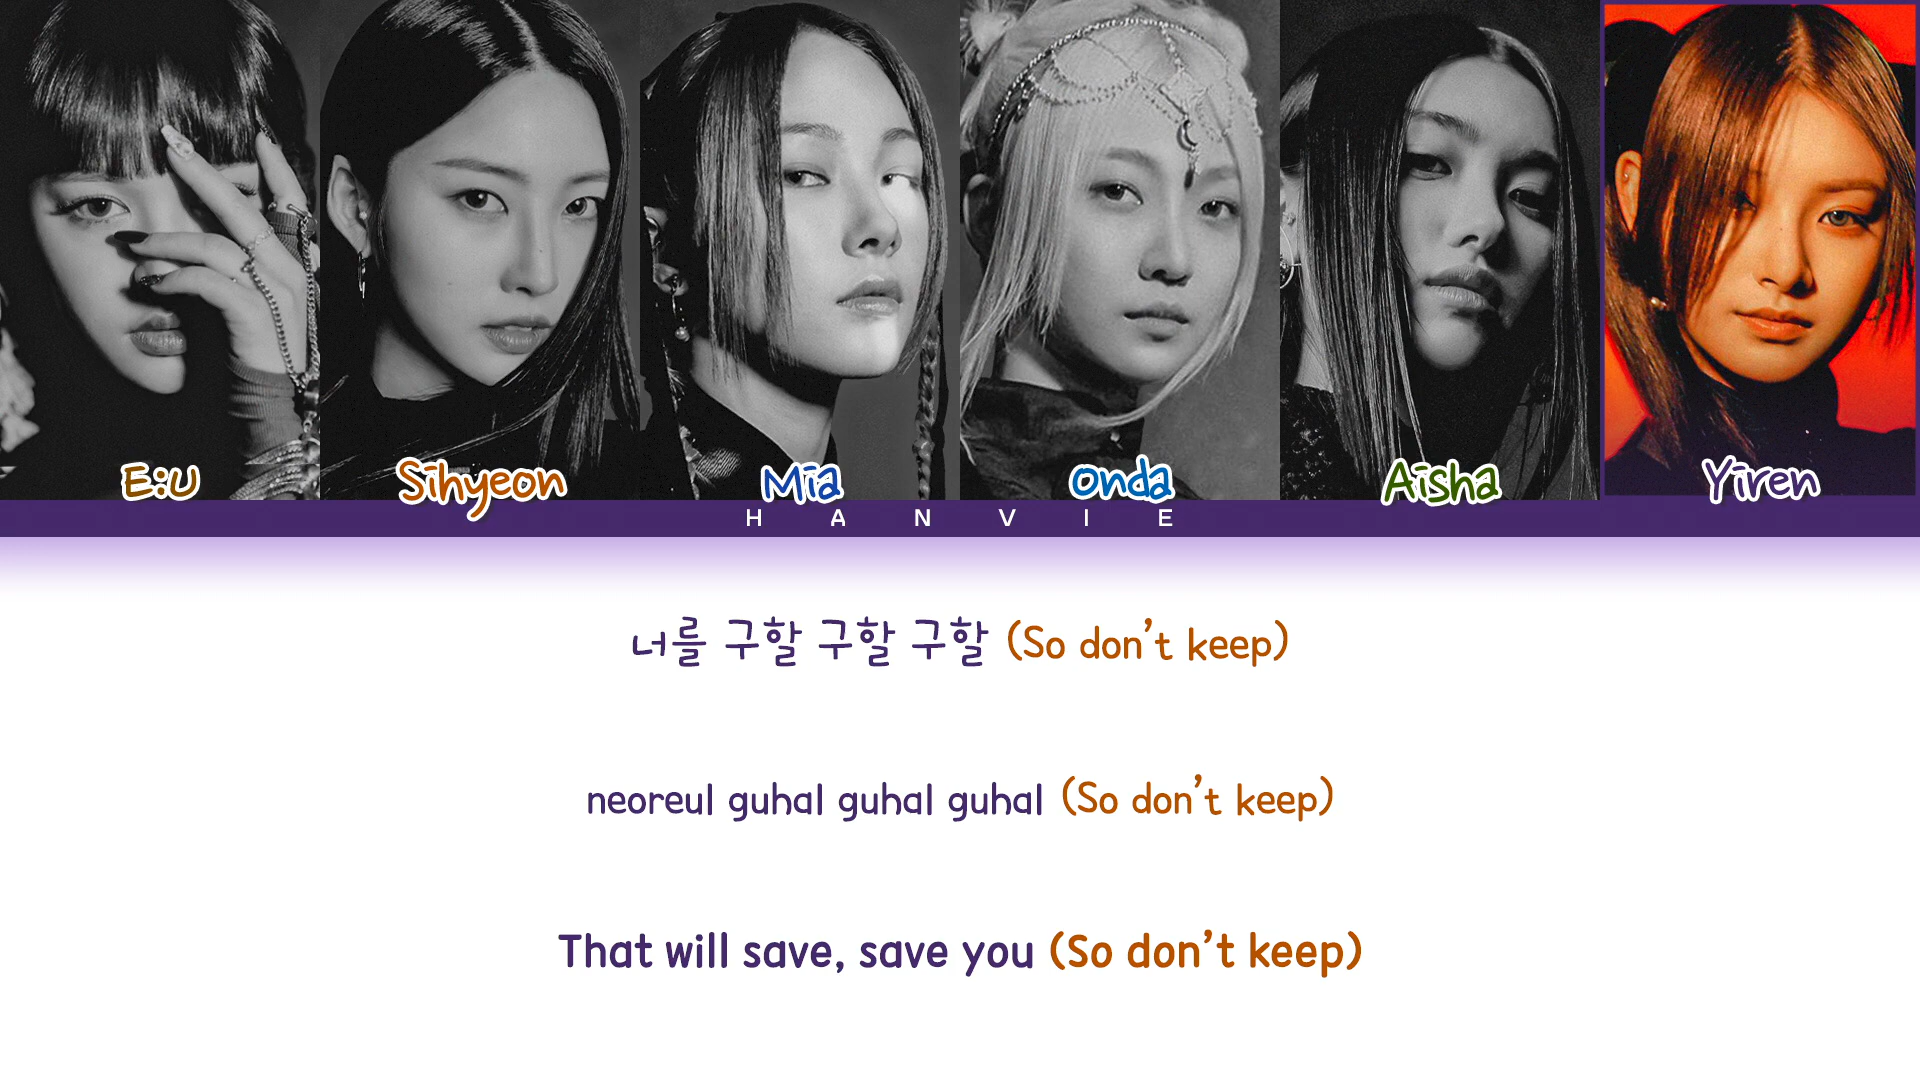 E:U Sihyeon Mia Onda Aisha Yiren
HANVIE
너를 구할 구할 구할 (So don't keep)
neoreul guhal guhal guhal (So don't keep)
That will save, save you (So don't keep)